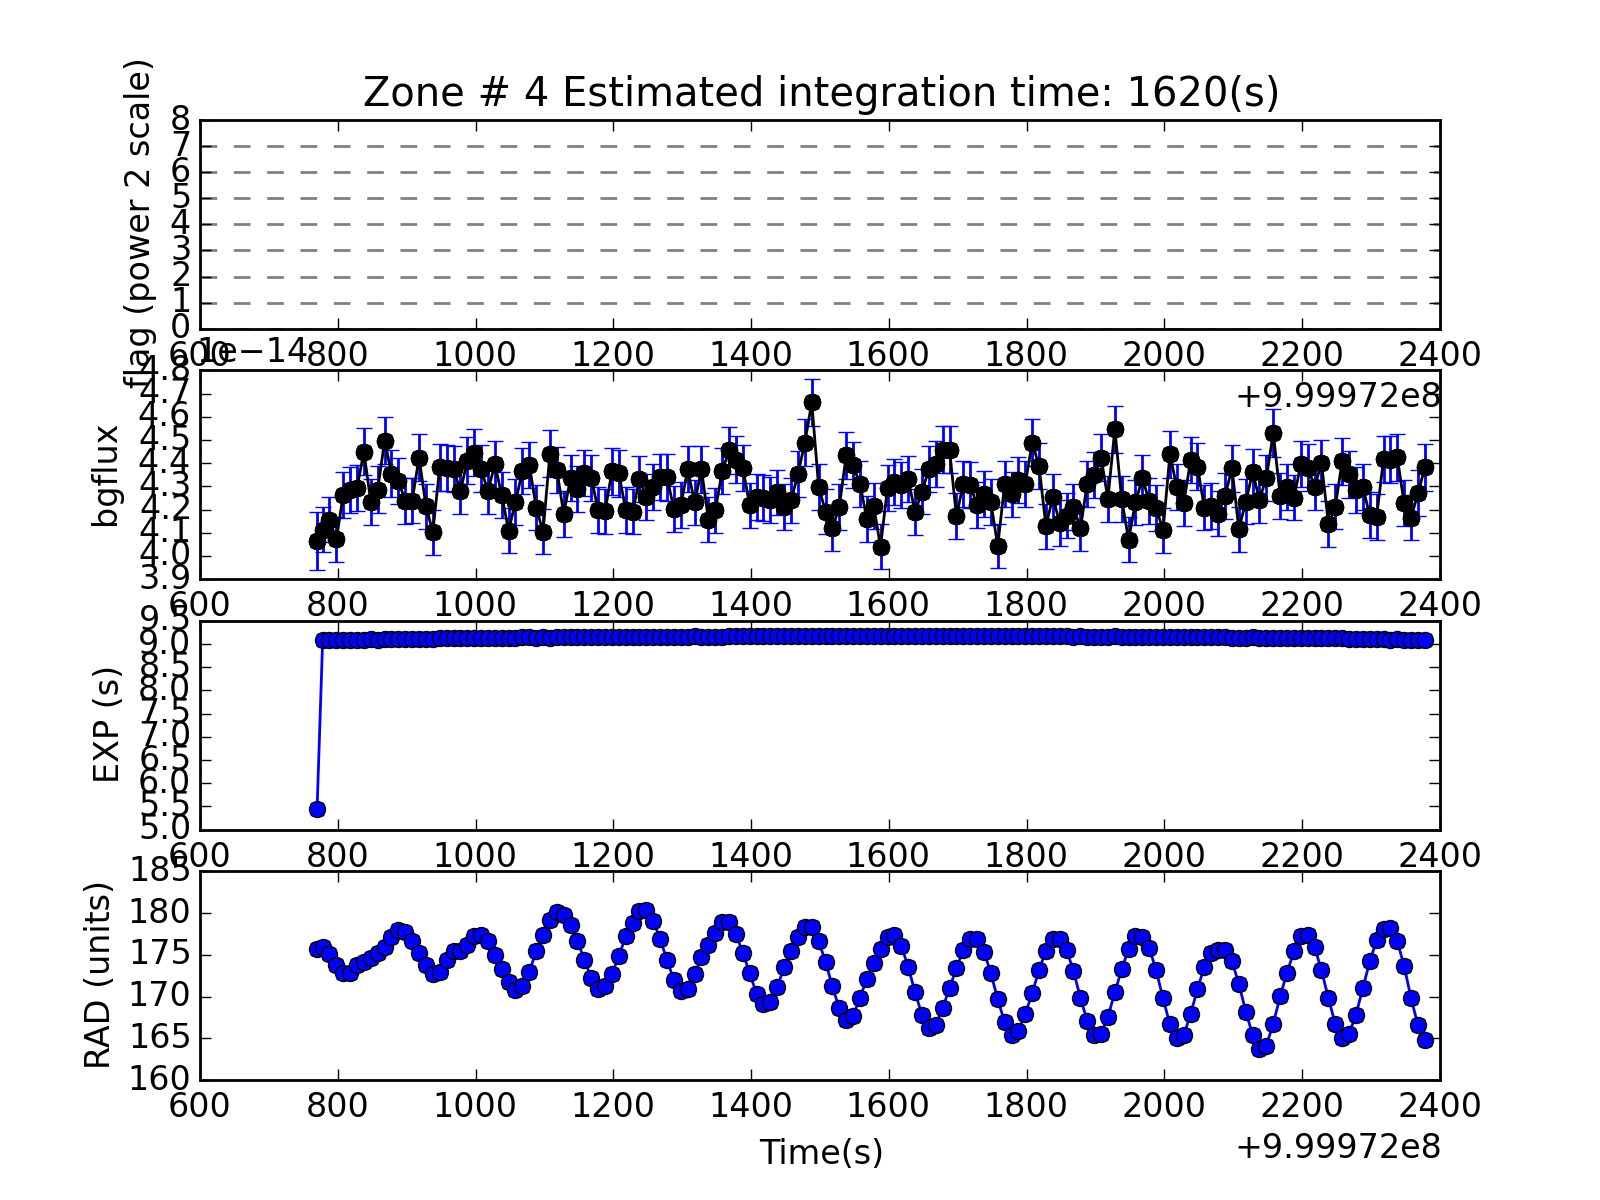 Zone # 4 Estimated integration time: 1620(s)
flag (power 2 scale)
8
7
6
5
4
3
2
1
0
600 800 1000 1200 1400 1600 1800 2000 2200 2400
1e−14
+9.99972e8
bgflux
4.8
4.7
4.6
4.5
4.4
4.3
4.2
4.1
4.0
3.9
600 800 1000 1200 1400 1600 1800 2000 2200 2400
EXP (s)
9.5
9.0
8.5
8.0
7.5
7.0
6.5
6.0
5.5
5.0
600 800 1000 1200 1400 1600 1800 2000 2200 2400
RAD (units)
185
180
175
170
165
160
600 800 1000 1200 1400 1600 1800 2000 2200 2400
Time(s)
+9.99972e8